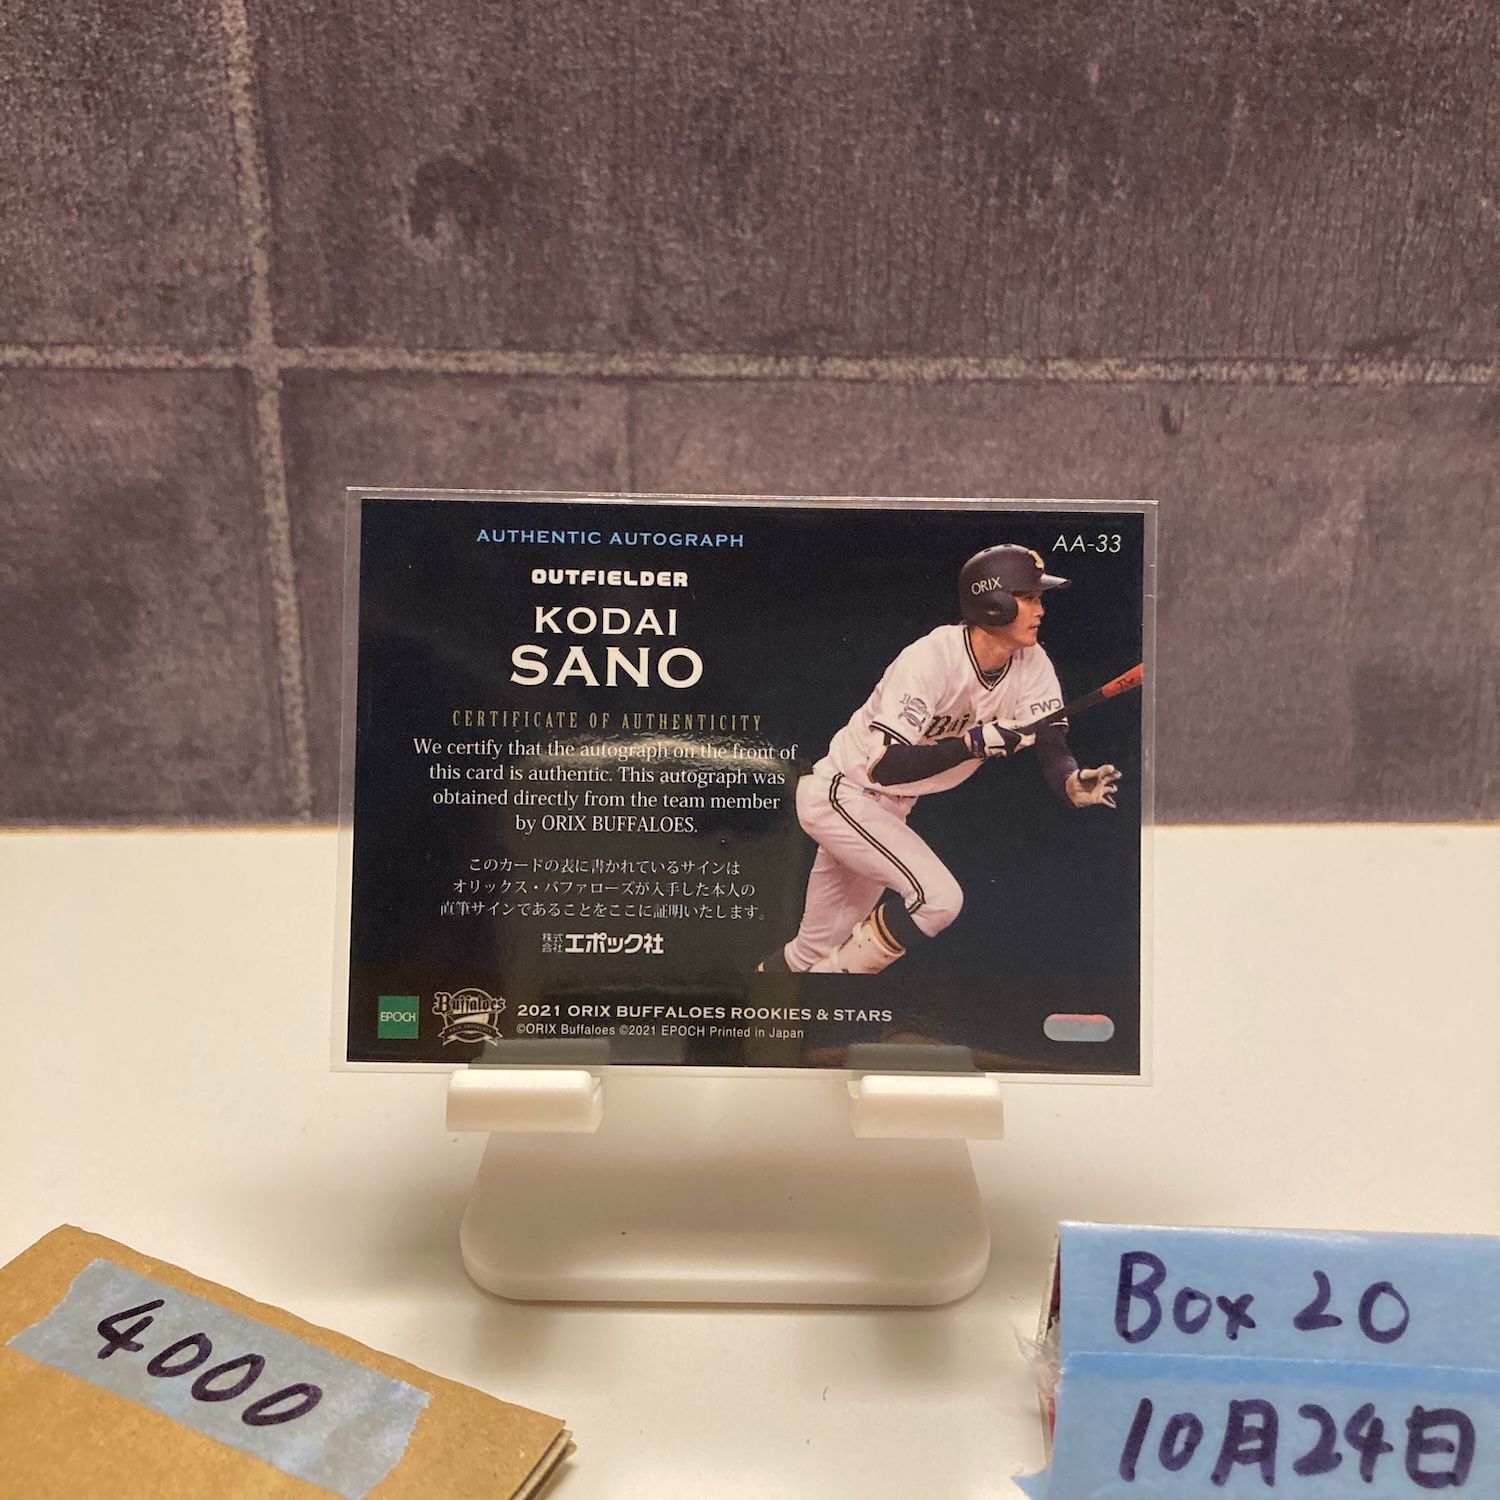 AUTHENTIC AUTOGRAPH
AA-33
OUTFIELDER
KODAI
SANO
CERTIFICATE OF AUTHENTICITY
We certify that the autograph on the front of
this card is authentic. This autograph was
obtained directly from the team member
by ORIX BUFFALOES.
このカードの表に書かれているサインは
オリックス・バファローズが入手した本人の
直筆サインであることをここに証明いたします。
株式会社エポック社
ORIX
FWD
EPOCH
Buffaloes
ORIX BUFFALOES
2021 ORIX BUFFALOES ROOKIES & STARS
©ORIX Buffaloes ©2021 EPOCH Printed in Japan
4000
Box 20
10月24日